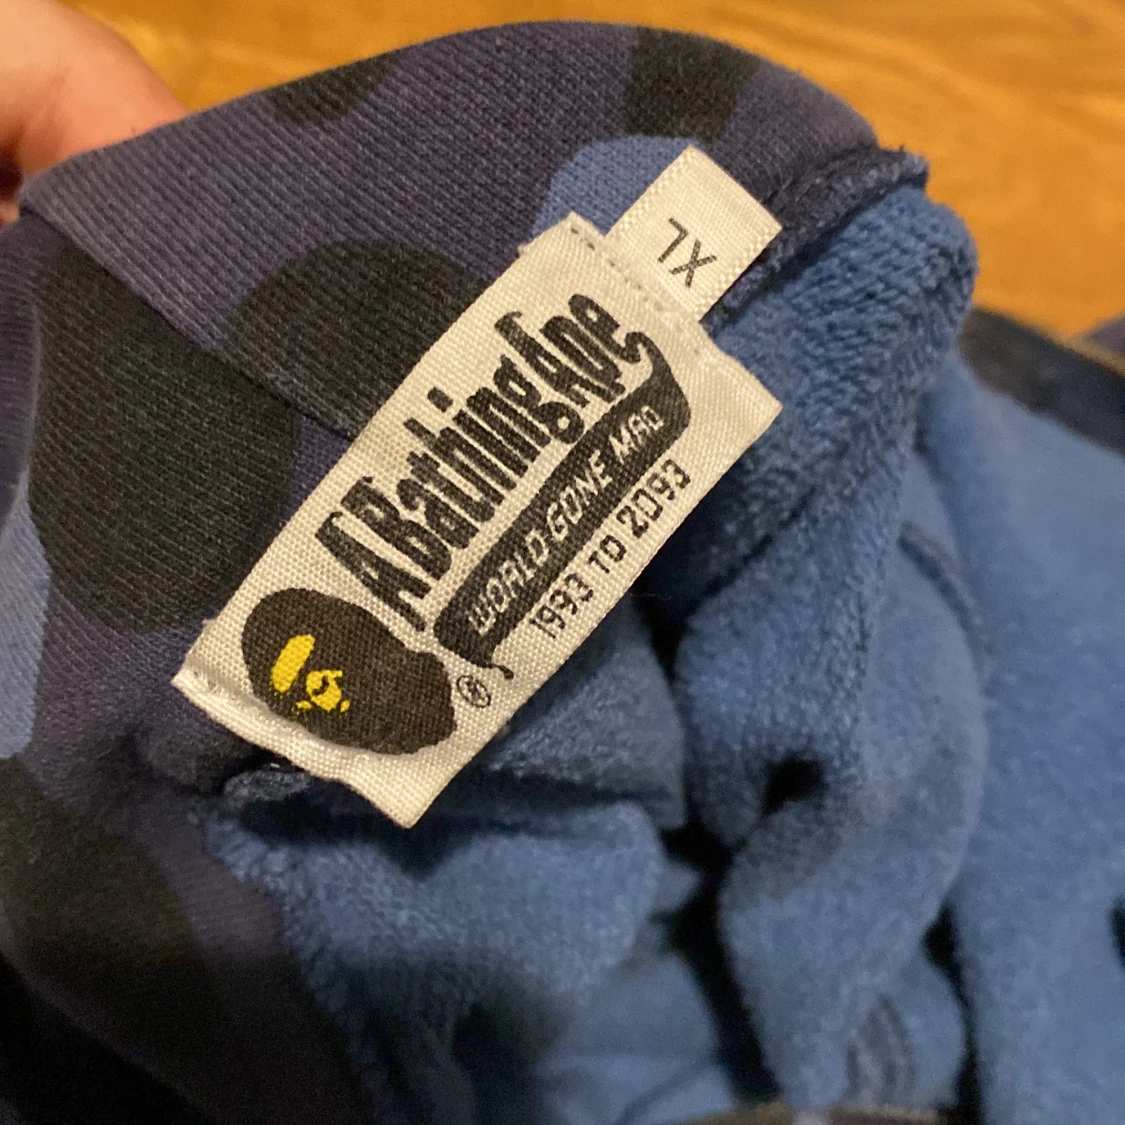 XL
A Bathing Ape
WORLD GONE MAD
1993 TO 2093
®